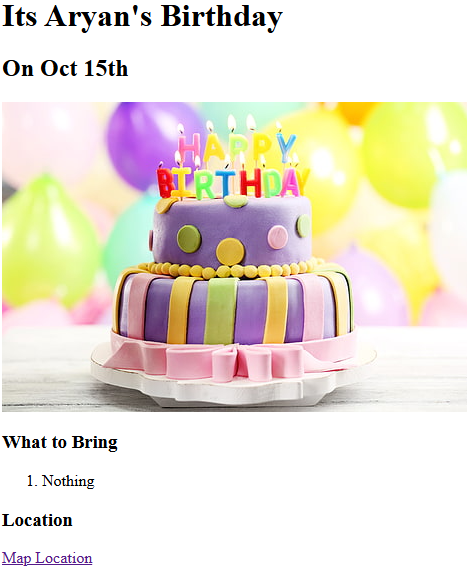 Its Aryan's Birthday
On Oct 15th
HAPPY
BIRTHDAY
What to Bring
1. Nothing
Location
Map Location